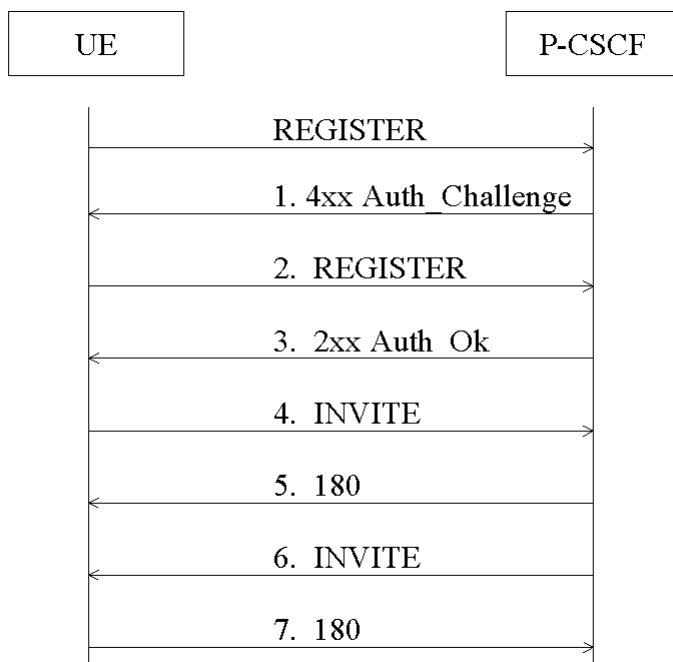 UE
P-CSCF
REGISTER
1. 4xx Auth_Challenge
2. REGISTER
3. 2xx Auth_Ok
4. INVITE
5. 180
6. INVITE
7. 180